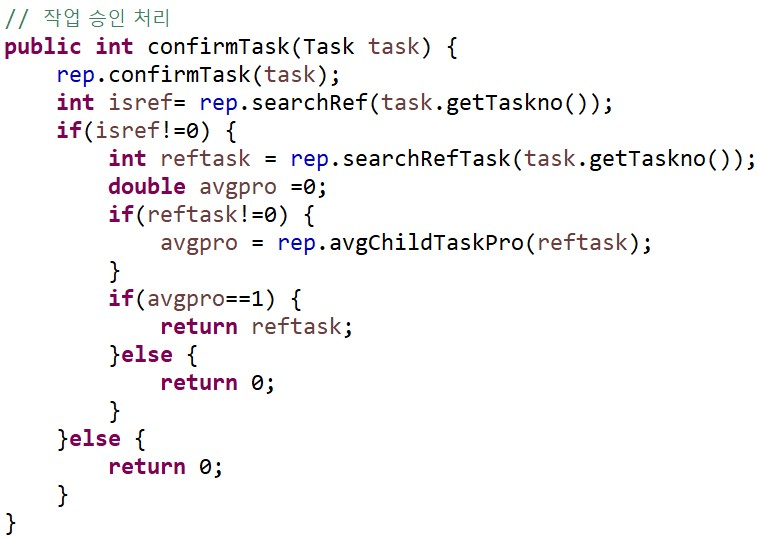 // 작업 승인 처리
public int confirmTask(Task task) {
    rep.confirmTask(task);
    int isref= rep.searchRef(task.getTaskno());
    if(isref!=0) {
        int reftask = rep.searchRefTask(task.getTaskno());
        double avgpro =0;
        if(reftask!=0) {
            avgpro = rep.avgChildTaskPro(reftask);
        }
        if(avgpro==1) {
            return reftask;
        }else {
            return 0;
        }
    }else {
        return 0;
    }
}